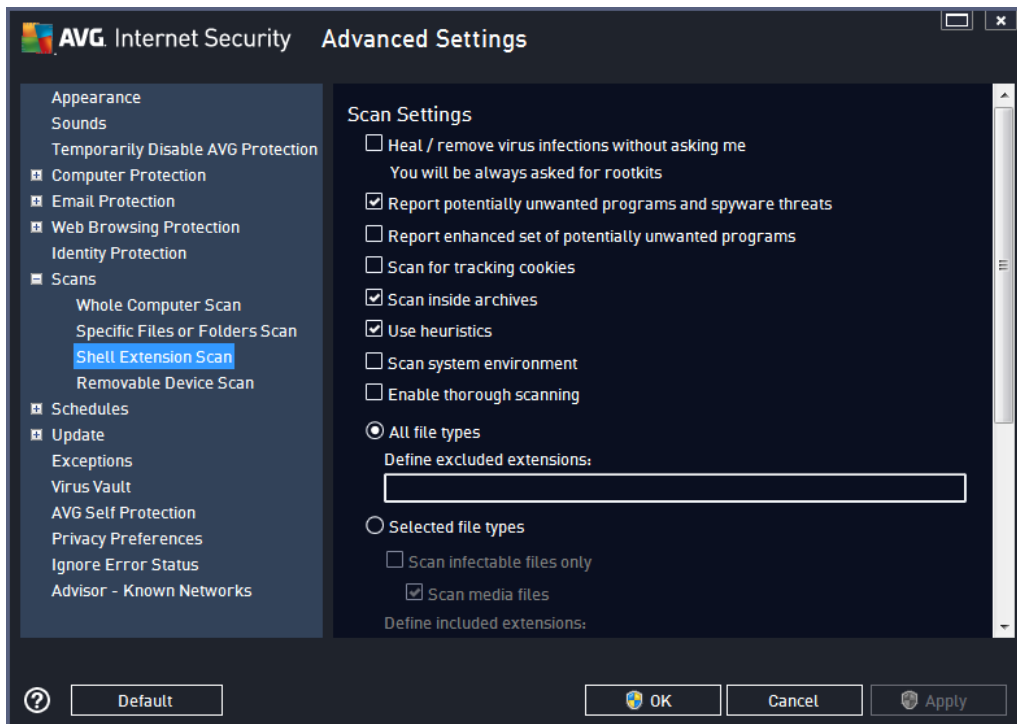 AVG. Internet Security Advanced Settings
Appearance
Sounds
Temporarily Disable AVG Protection
Computer Protection
Email Protection
Web Browsing Protection
Identity Protection
Scans
Whole Computer Scan
Specific Files or Folders Scan
Shell Extension Scan
Removable Device Scan
Schedules
Update
Exceptions
Virus Vault
AVG Self Protection
Privacy Preferences
Ignore Error Status
Advisor - Known Networks
Scan Settings
Heal / remove virus infections without asking me
You will be always asked for rootkits
Report potentially unwanted programs and spyware threats
Report enhanced set of potentially unwanted programs
Scan for tracking cookies
Scan inside archives
Use heuristics
Scan system environment
Enable thorough scanning
All file types
Define excluded extensions:
Selected file types
Scan infectable files only
Scan media files
Define included extensions:
? Default OK Cancel Apply